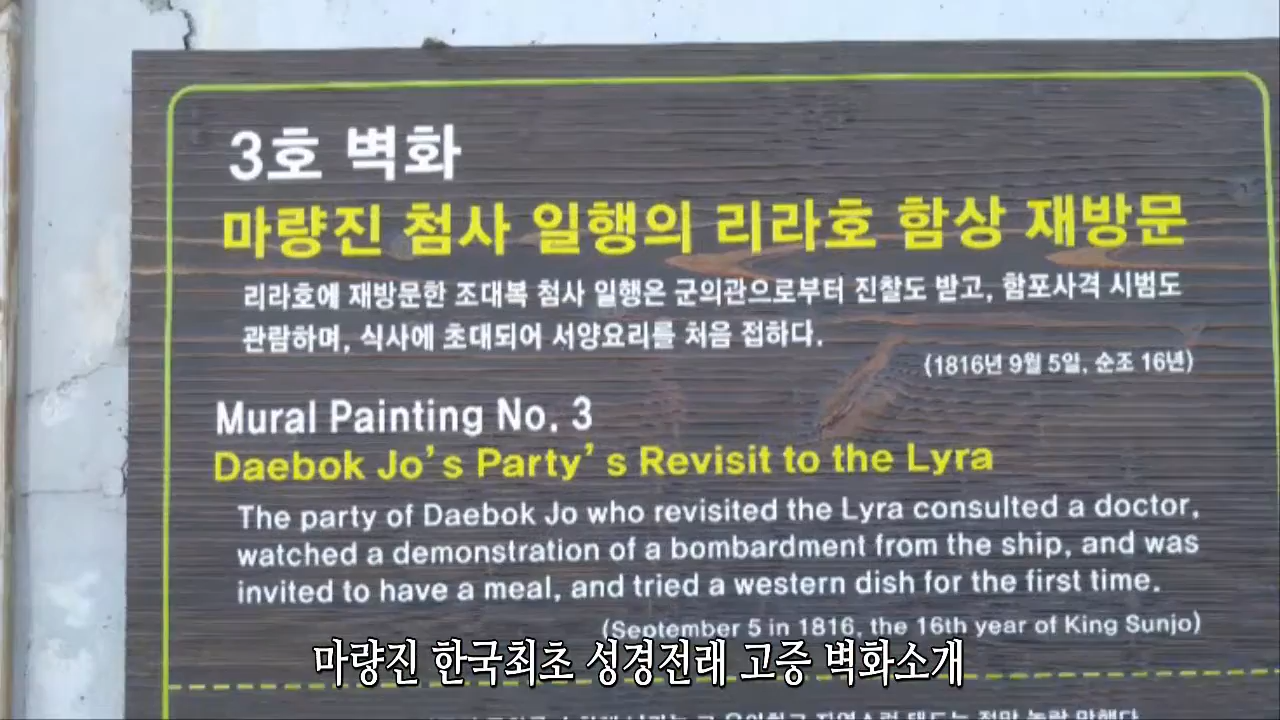 3호 벽화
마량진 첨사 일행의 리라호 함상 재방문
리라호에 재방문한 조대복 첨사 일행은 군의관으로부터 진찰도 받고, 함포사격 시범도
관람하며, 식사에 초대되어 서양요리를 처음 접하다.
(1816년 9월 5일, 순조 16년)
Mural Painting No. 3
Daebok Jo's Party's Revisit to the Lyra
The party of Daebok Jo who revisited the Lyra consulted a doctor,
watched a demonstration of a bombardment from the ship, and was
invited to have a meal, and tried a western dish for the first time.
(September 5 in 1816, the 16th year of King Sunjo)
마량진 한국최초 성경전래 고증 벽화소개